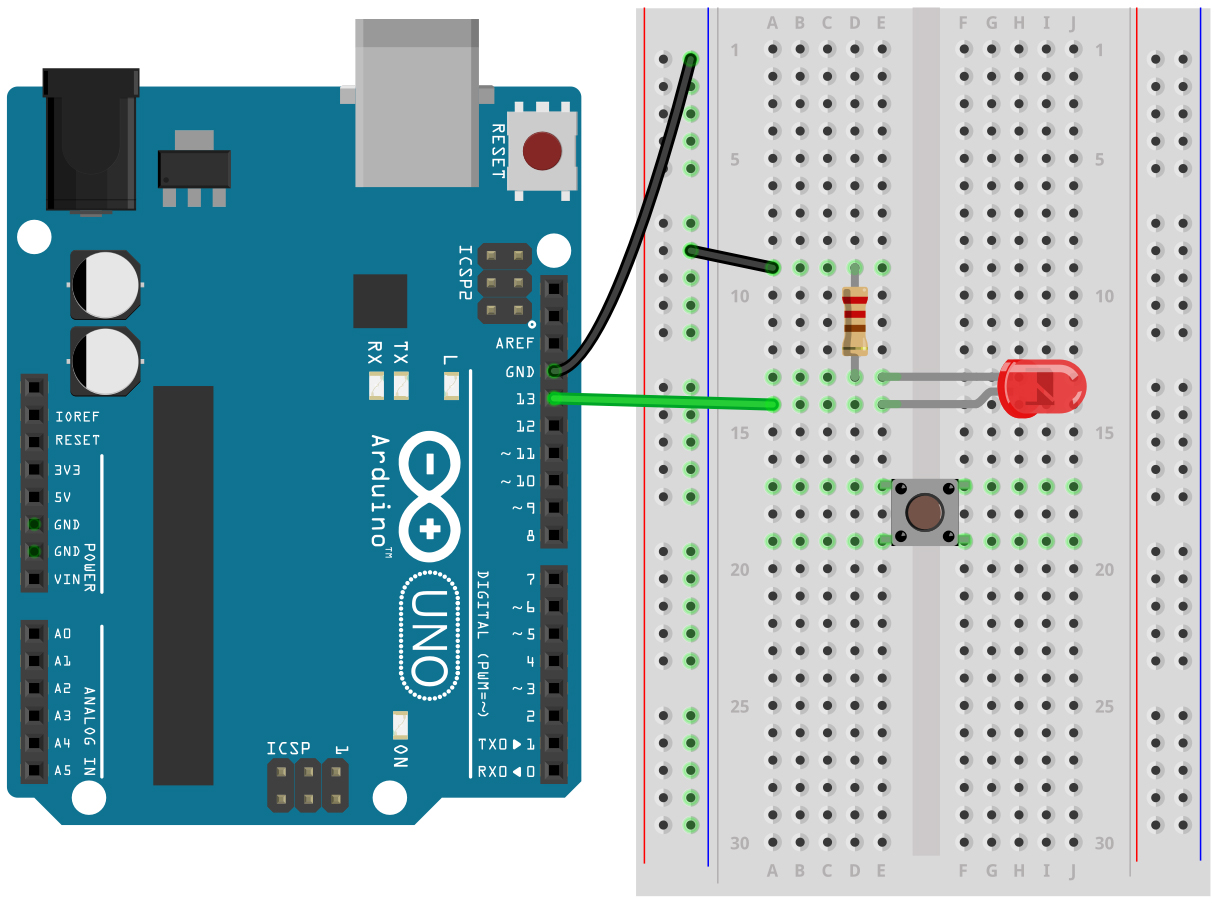 RESET
ICSP2
AREF
GND
13
12
~11
~10
~9
8
7
~6
~5
4
~3
2
TX0▶1
RX0◀0
DIGITAL (PWM=~)
RX
TX
L
Arduino™
UNO
IOREF
RESET
3V3
5V
GND
GND
VIN
POWER
A0
A1
A2
A3
A4
A5
ANALOG IN
ICSP
1
ON
A B C D E F G H I J
1 1
5 5
10 10
15 15
20 20
25 25
30 30
A B C D E F G H I J